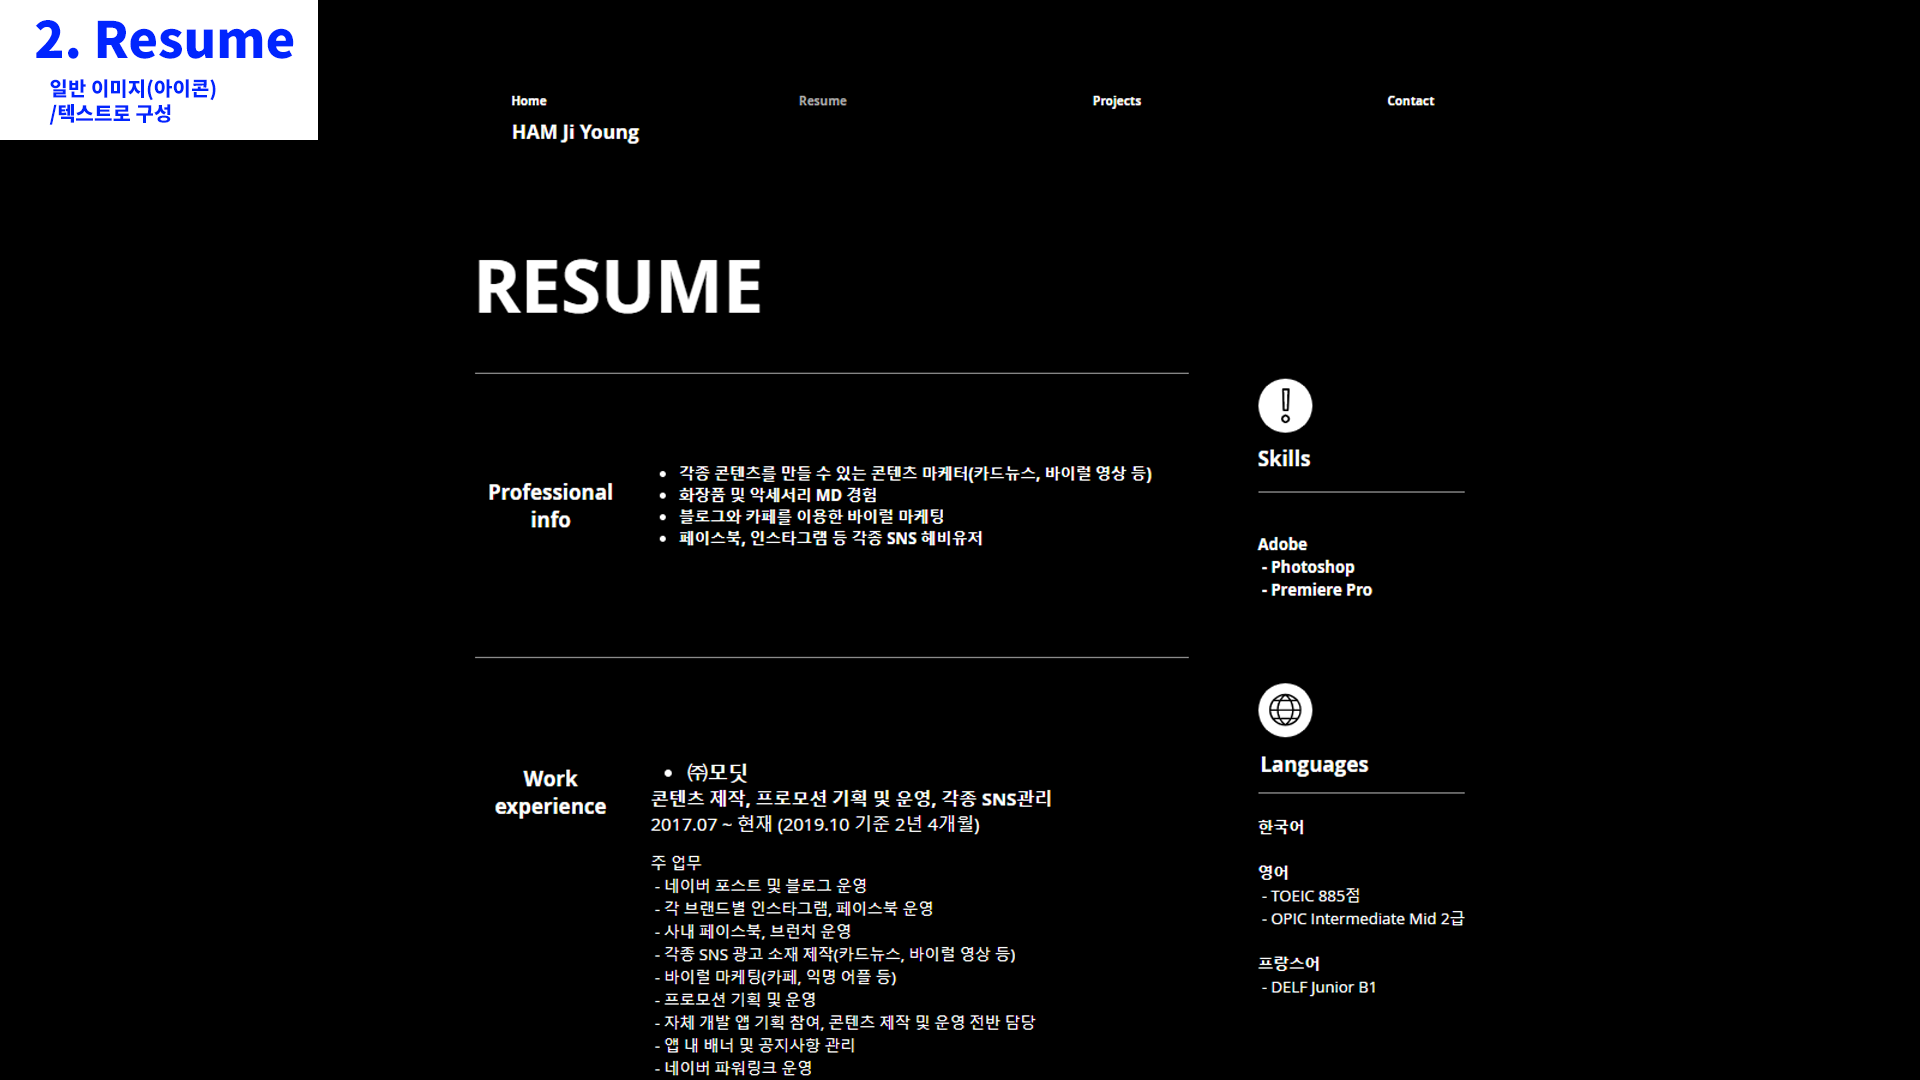 2. Resume
일반 이미지(아이콘)
/텍스트로 구성
Home
Resume
Projects
Contact
HAM Ji Young
RESUME
Professional
info
• 각종 콘텐츠를 만들 수 있는 콘텐츠 마케터(카드뉴스, 바이럴 영상 등)
• 화장품 및 악세서리 MD 경험
• 블로그와 카페를 이용한 바이럴 마케팅
• 페이스북, 인스타그램 등 각종 SNS 헤비유저
Work
experience
• ㈜모딧
콘텐츠 제작, 프로모션 기획 및 운영, 각종 SNS관리
2017.07 ~ 현재 (2019.10 기준 2년 4개월)
주 업무
- 네이버 포스트 및 블로그 운영
- 각 브랜드별 인스타그램, 페이스북 운영
- 사내 페이스북, 브런치 운영
- 각종 SNS 광고 소재 제작(카드뉴스, 바이럴 영상 등)
- 바이럴 마케팅(카페, 익명 어플 등)
- 프로모션 기획 및 운영
- 자체 개발 앱 기획 참여, 콘텐츠 제작 및 운영 전반 담당
- 앱 내 배너 및 공지사항 관리
- 네이버 파워링크 운영
Skills
Adobe
- Photoshop
- Premiere Pro
Languages
한국어
영어
- TOEIC 885점
- OPIC Intermediate Mid 2급
프랑스어
- DELF Junior B1